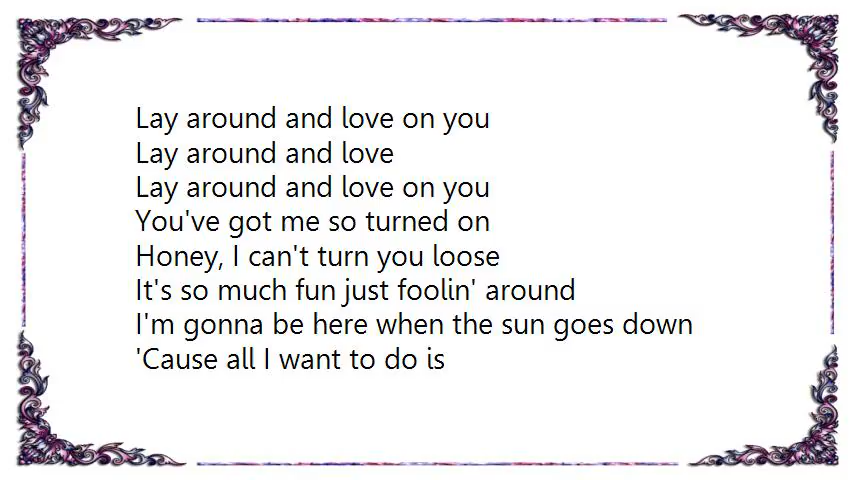 Lay around and love on you
Lay around and love
Lay around and love on you
You've got me so turned on
Honey, I can't turn you loose
It's so much fun just foolin' around
I'm gonna be here when the sun goes down
'Cause all I want to do is